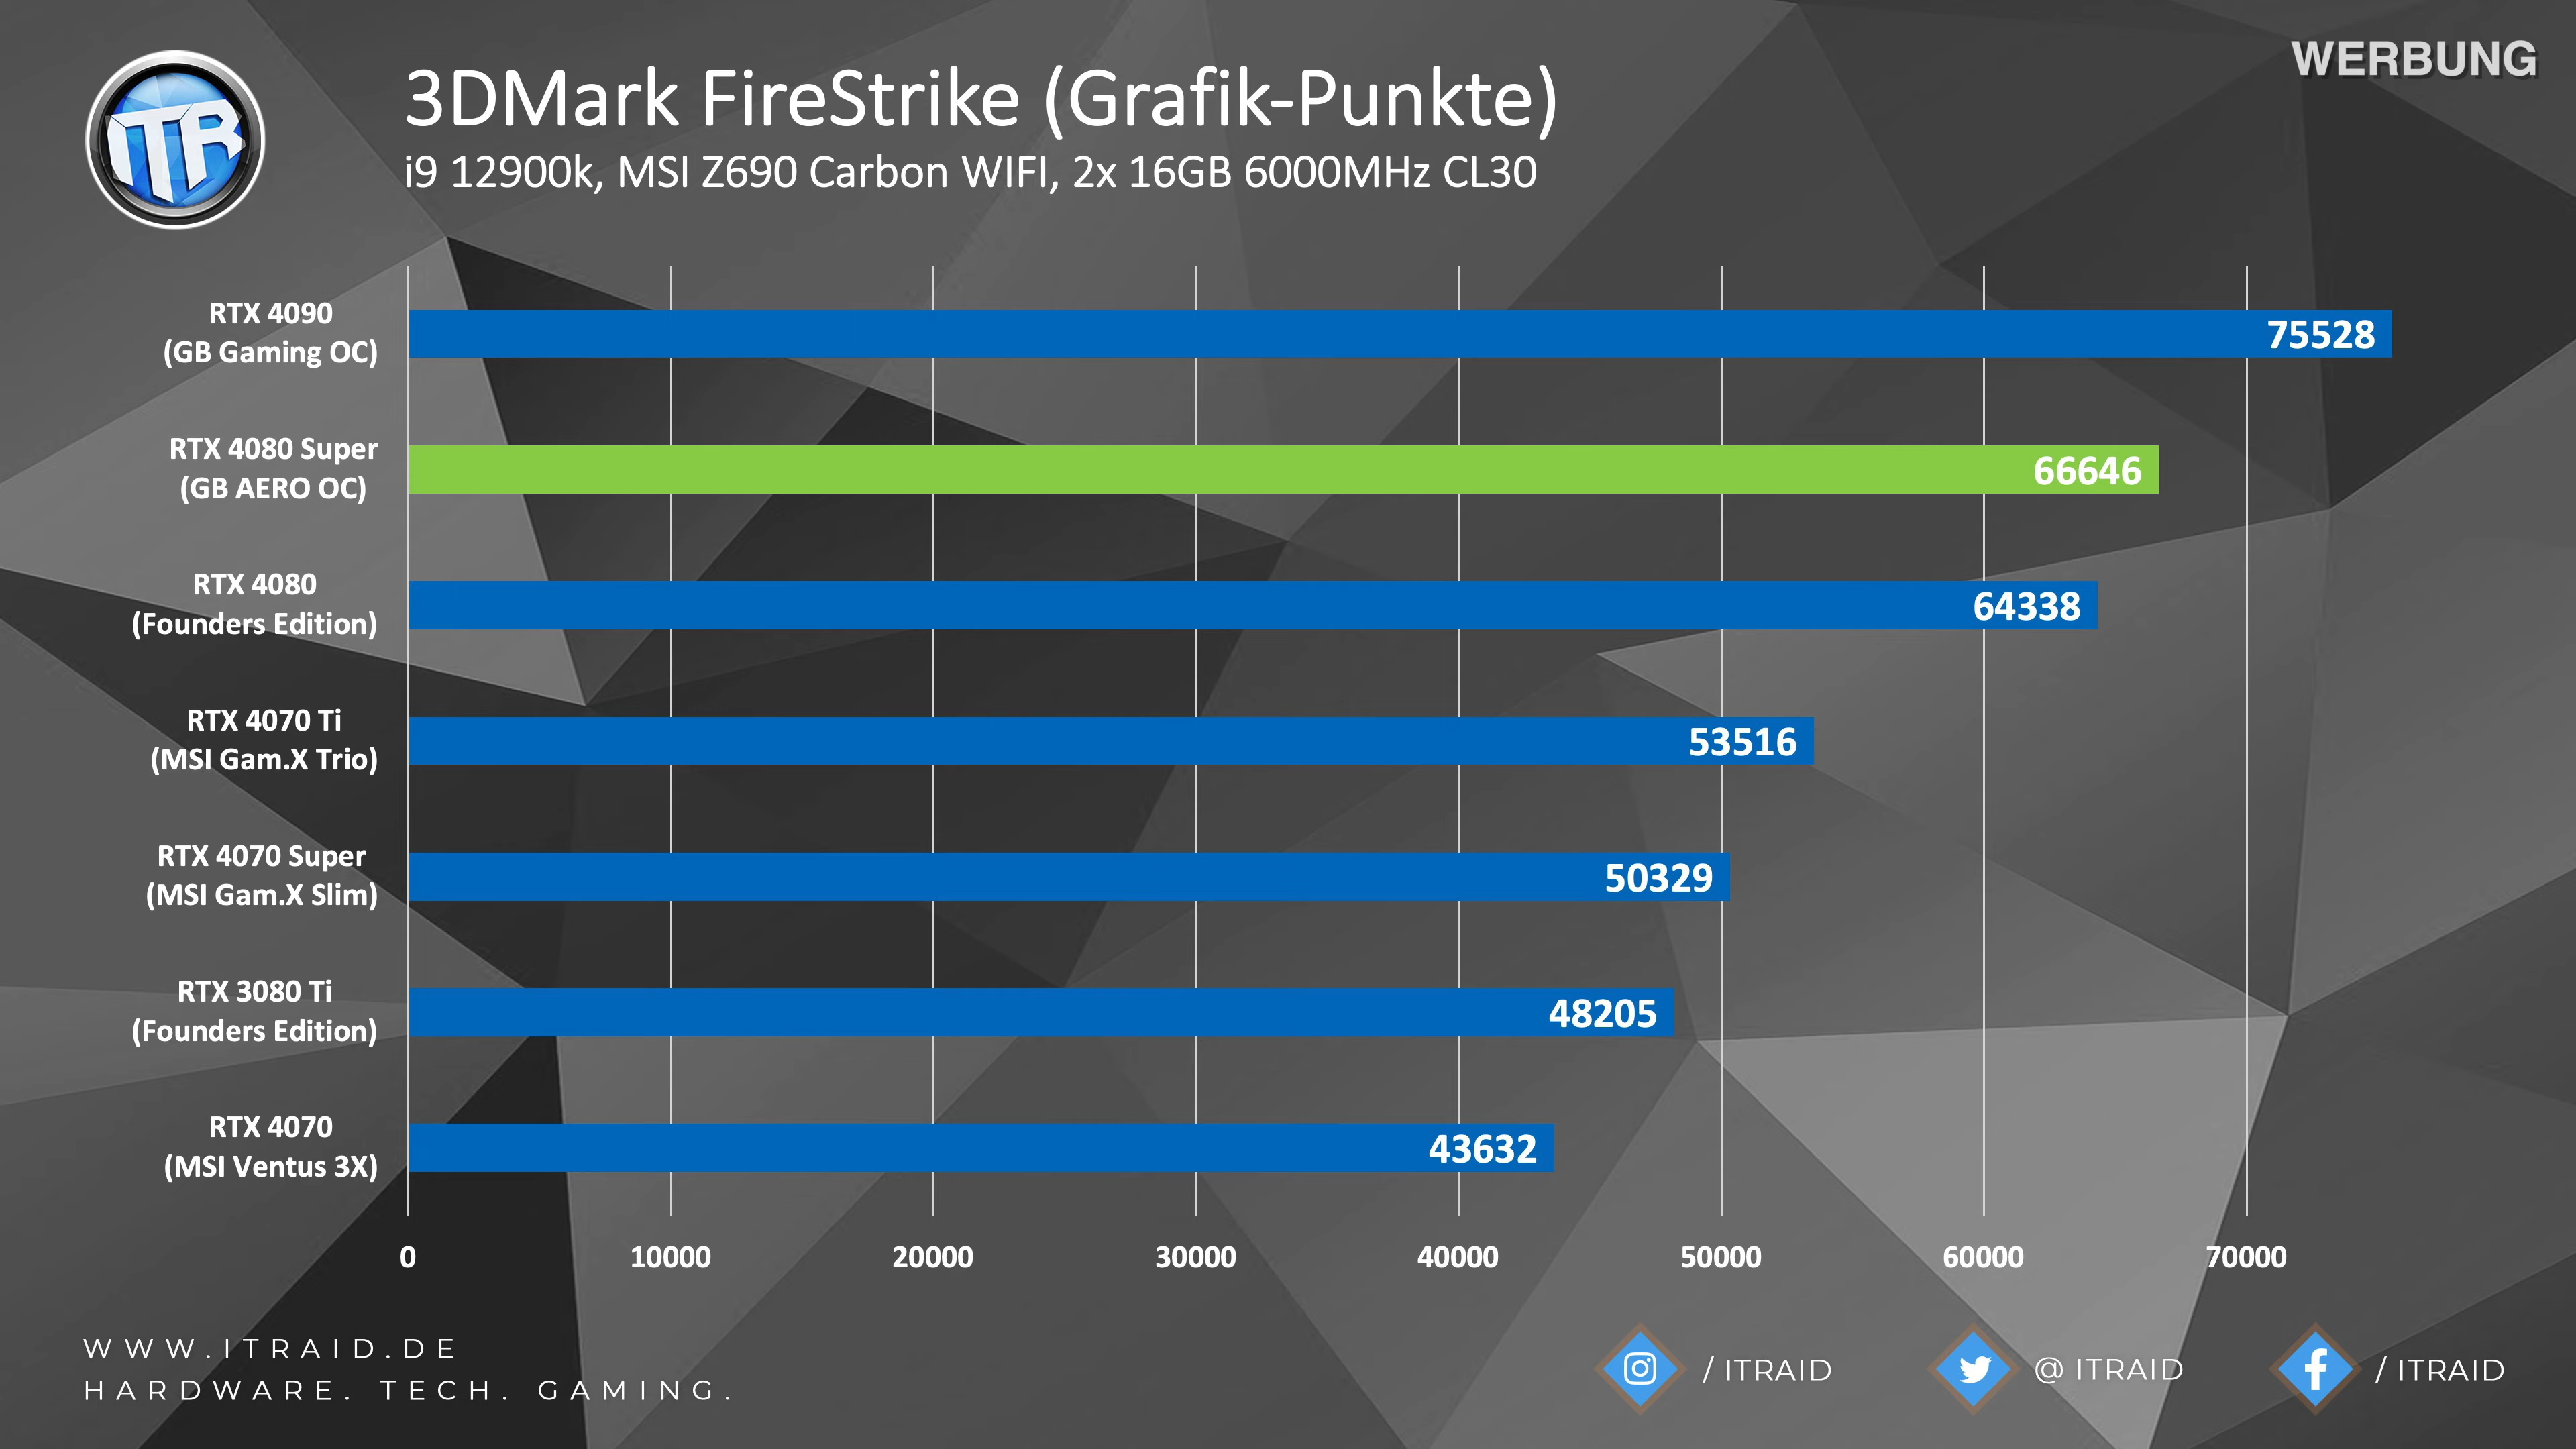 WERBUNG
ITR
3DMark FireStrike (Grafik-Punkte)
i9 12900k, MSI Z690 Carbon WIFI, 2x 16GB 6000MHz CL30
RTX 4090
(GB Gaming OC)
75528
RTX 4080 Super
(GB AERO OC)
66646
RTX 4080
(Founders Edition)
64338
RTX 4070 Ti
(MSI Gam.X Trio)
53516
RTX 4070 Super
(MSI Gam.X Slim)
50329
RTX 3080 Ti
(Founders Edition)
48205
RTX 4070
(MSI Ventus 3X)
43632
0 10000 20000 30000 40000 50000 60000 70000
WWW.ITRAID.DE
HARDWARE. TECH. GAMING.
/ ITRAID
@ ITRAID
/ ITRAID